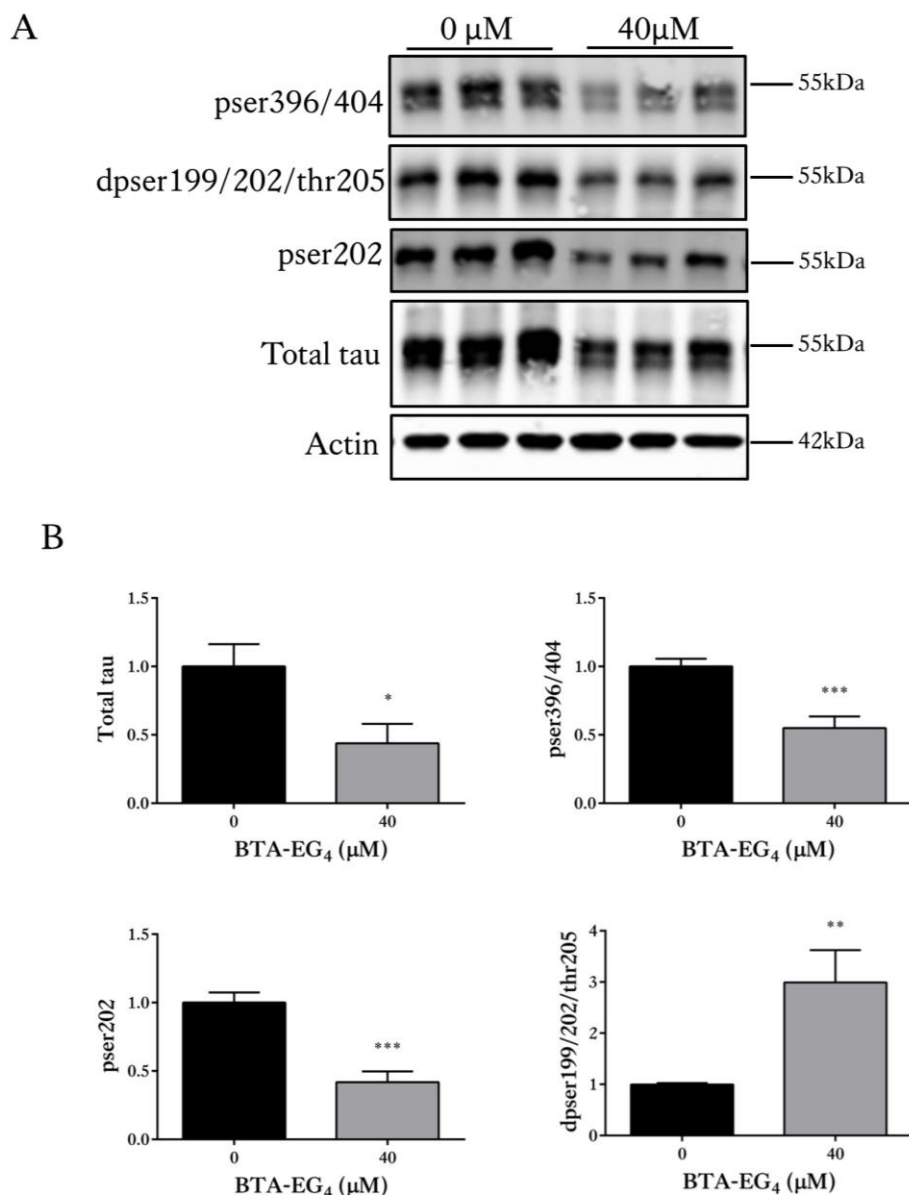 A
0 μM 40μM
pser396/404 55kDa
dpser199/202/thr205 55kDa
pser202 55kDa
Total tau 55kDa
Actin 42kDa
B
Total tau
1.5
1.0
0.5
0.0
*
0 40
BTA-EG₄ (μM)
pser396/404
1.5
1.0
0.5
0.0
***
0 40
BTA-EG₄ (μM)
pser202
1.5
1.0
0.5
0.0
***
0 40
BTA-EG₄ (μM)
dpser199/202/thr205
4
3
2
1
0
**
0 40
BTA-EG₄ (μM)